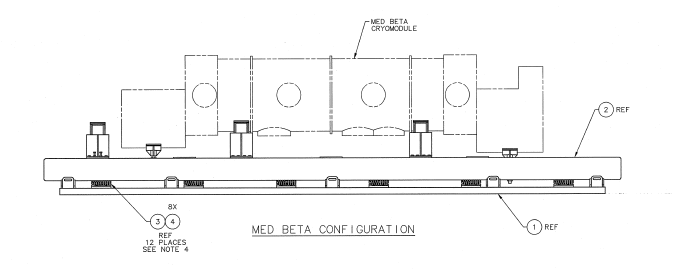 MED BETA
CRYOMODULE
2 REF
8X
3 4
REF
12 PLACES
SEE NOTE 4
MED BETA CONFIGURATION
1 REF